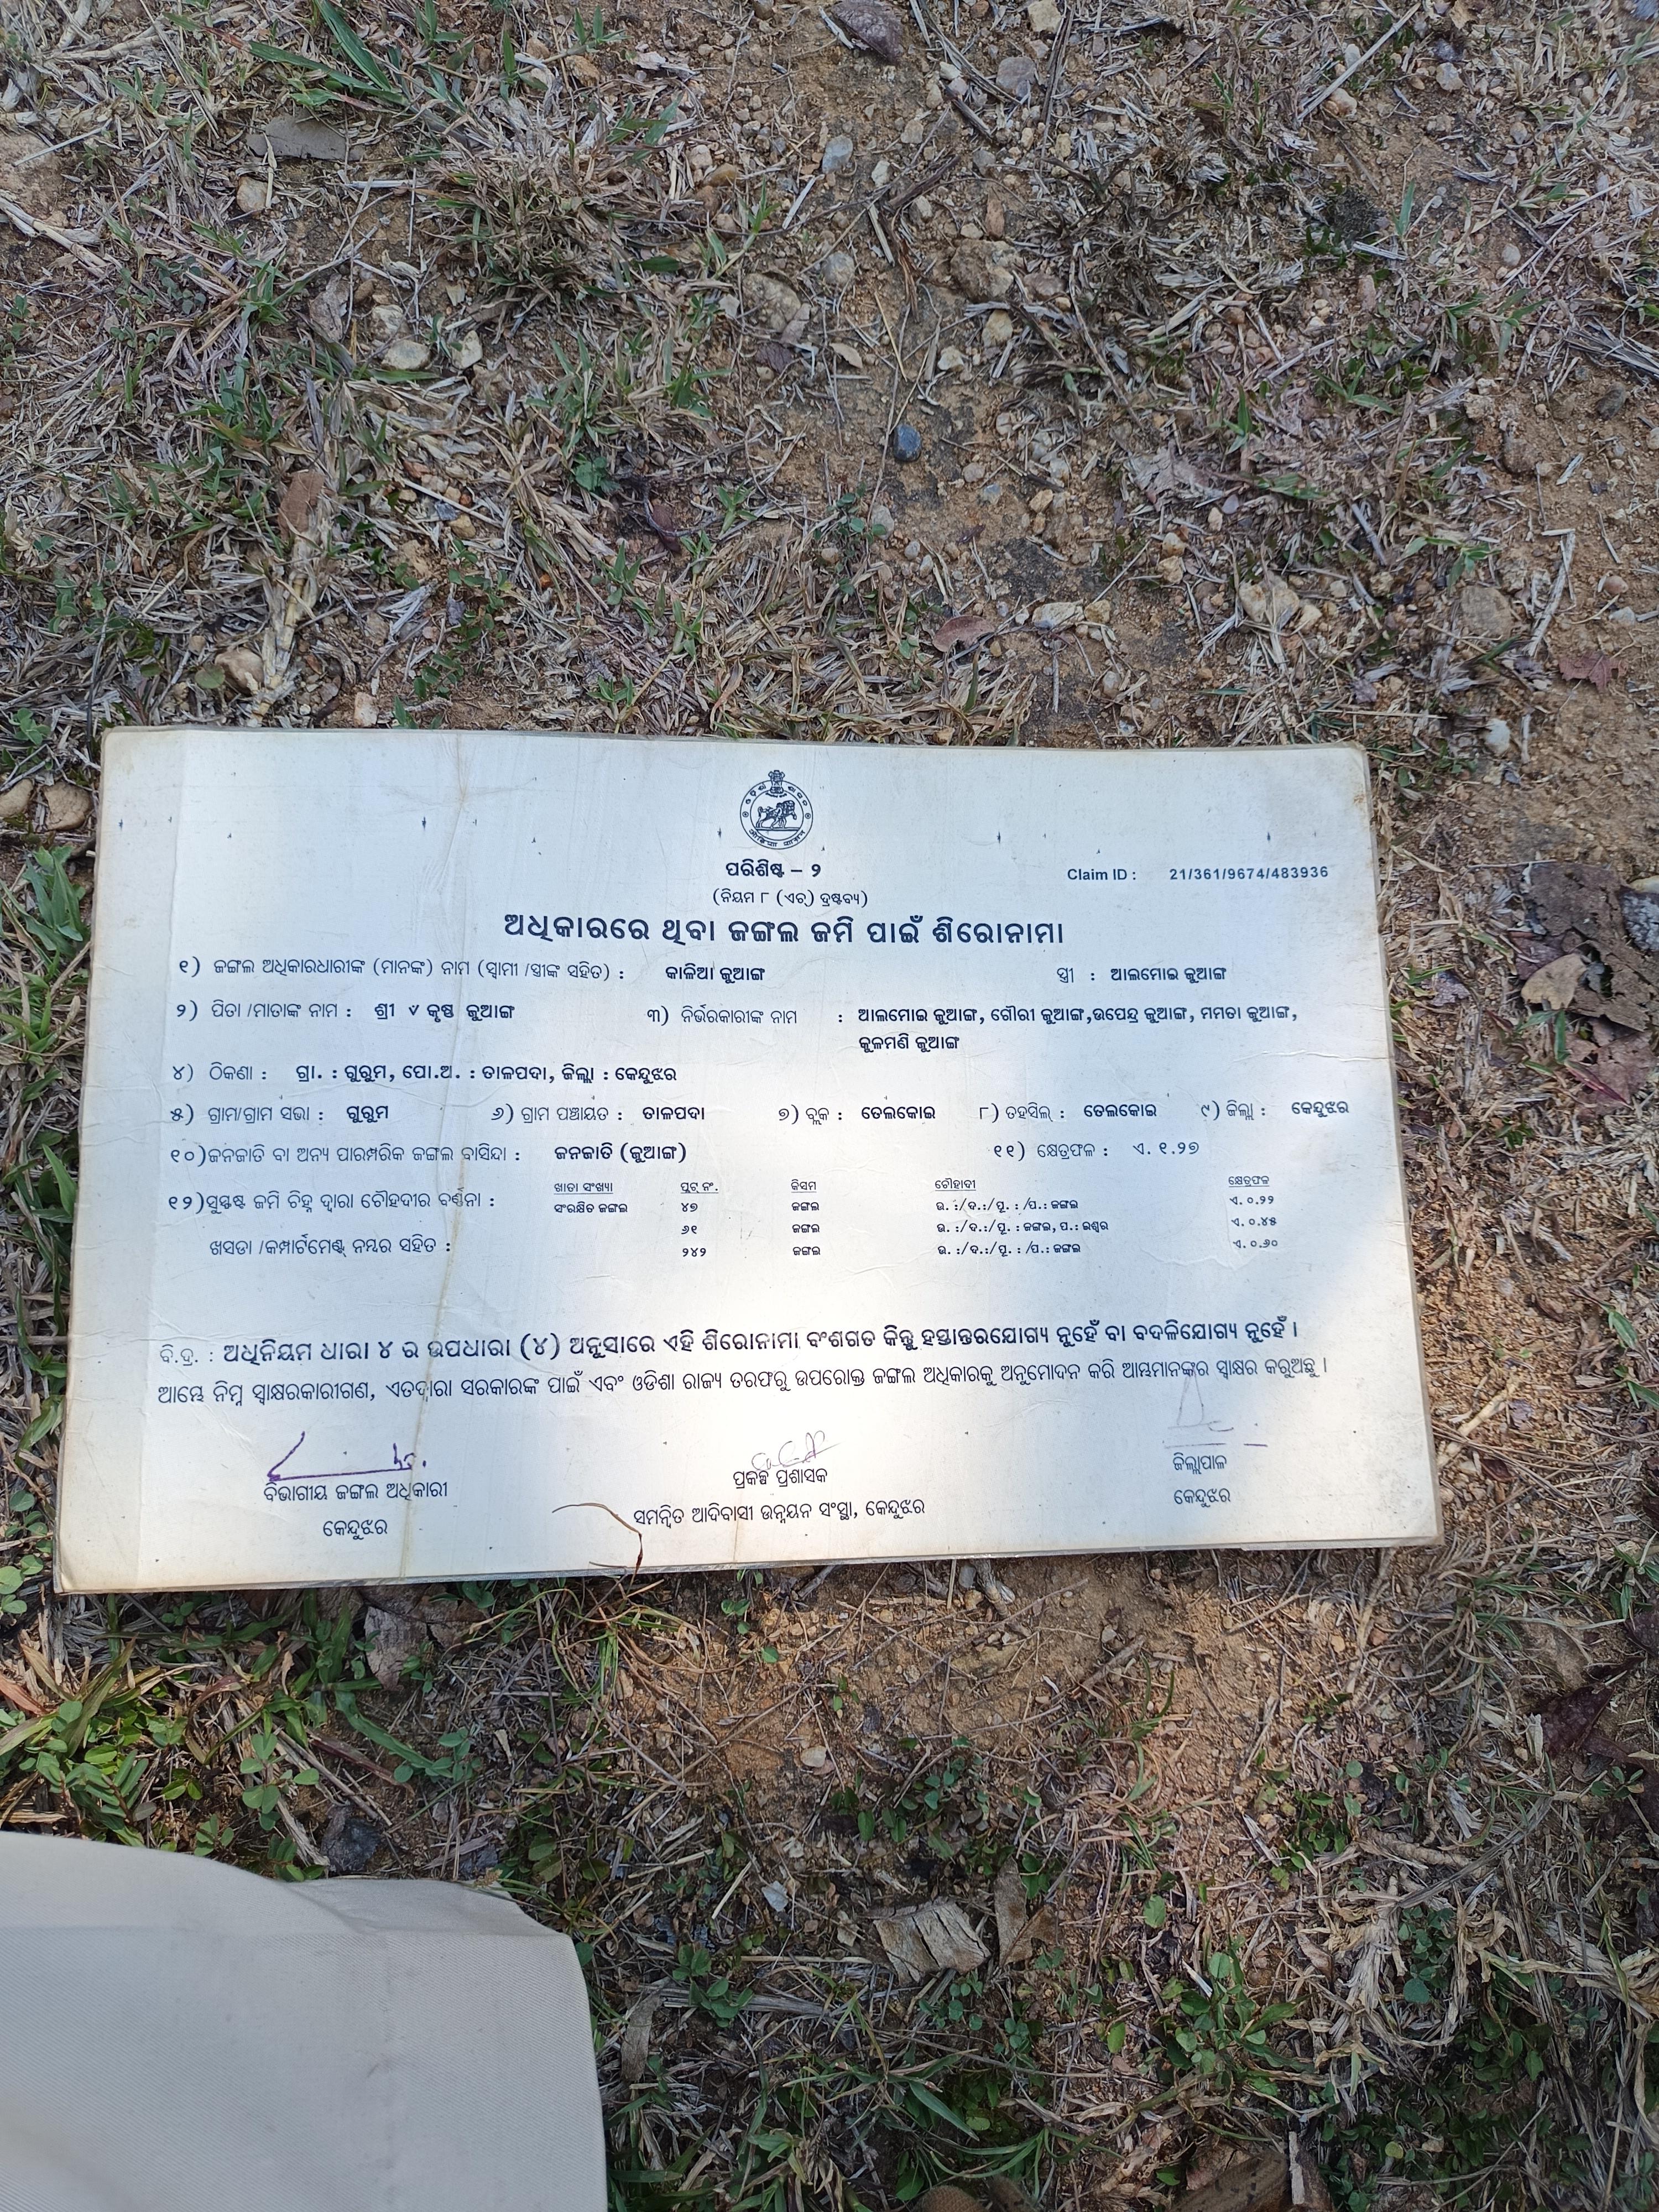 ପରିଶିଷ୍ଟ – ୨
Claim ID : 21/361/9674/483936
(ନିୟମ ୮ (ଏଚ୍) ଦ୍ରଷ୍ଟବ୍ୟ)
ଅଧିକାରରେ ଥିବା ଜଙ୍ଗଲ ଜମି ପାଇଁ ଶିରୋନାମା
୧) ଜଙ୍ଗଲ ଅଧିକାରଧାରୀଙ୍କ (ମାନଙ୍କ) ନାମ (ସ୍ୱାମୀ /ସ୍ତ୍ରୀଙ୍କ ସହିତ) : କାଳିଆ ଜୁଆଙ୍ଗ ସ୍ତ୍ରୀ : ଆଲମୋଇ ଜୁଆଙ୍ଗ
୨) ପିତା /ମାତାଙ୍କ ନାମ : ଶ୍ରୀ କୃଷ୍ଣ ଜୁଆଙ୍ଗ ୩) ନିର୍ଭରକାରୀଙ୍କ ନାମ : ଆଲମୋଇ ଜୁଆଙ୍ଗ, ଗୌରୀ ଜୁଆଙ୍ଗ,ଉପେନ୍ଦ୍ର ଜୁଆଙ୍ଗ, ମମତା ଜୁଆଙ୍ଗ,
କୁଳମଣି ଜୁଆଙ୍ଗ
୪) ଠିକଣା : ଗ୍ରା. : ଗୁରୁମ, ପୋ.ଅ. : ତାଳପଦା, ଜିଲ୍ଲା : କେନ୍ଦୁଝର
୫) ଗ୍ରାମ/ଗ୍ରାମ ସଭା : ଗୁରୁମ ୬) ଗ୍ରାମ ପଞ୍ଚାୟତ : ତାଳପଦା ୭) ବ୍ଲକ : ତେଲକୋଇ ୮) ତହସିଲ୍ : ତେଲକୋଇ ୯) ଜିଲ୍ଲା : କେନ୍ଦୁଝର
୧୦)ଜନଜାତି ବା ଅନ୍ୟ ପାରମ୍ପରିକ ଜଙ୍ଗଲ ବାସିନ୍ଦା : ଜନଜାତି (ଜୁଆଙ୍ଗ) ୧୧) କ୍ଷେତ୍ରଫଳ : ଏ. ୧.୨୭
ଖାତା ସଂଖ୍ୟା ପ୍ଲଟ୍ ନଂ. କିସମ ଚୌହାଦୀ କ୍ଷେତ୍ରଫଳ
୧୨)ସୁସ୍ପଷ୍ଟ ଜମି ଚିହ୍ନ ଦ୍ୱାରା ଚୌହଦୀର ବର୍ଣ୍ଣନା : ସଂରକ୍ଷିତ ଜଙ୍ଗଲ ୪୭ ଜଙ୍ଗଲ ଉ. :/ଦ.:/ପୂ. : /ପ.: ଜଙ୍ଗଲ ଏ. ୦.୨୨
୬୧ ଜଙ୍ଗଲ ଉ. :/ଦ.:/ପୂ. : ଜଙ୍ଗଲ, ପ.: ଇଶ୍ୱର ଏ. ୦.୪୫
ଖସଡା /କମ୍ପାର୍ଟମେଣ୍ଟ୍ ନମ୍ବର ସହିତ : ୨୪୨ ଜଙ୍ଗଲ ଉ. :/ଦ.:/ପୂ. : /ପ.: ଜଙ୍ଗଲ ଏ. ୦.୬୦
ବି.ଦ୍ର. : ଅଧିନିୟମ ଧାରା ୪ ର ଉପଧାରା (୪) ଅନୁସାରେ ଏହି ଶିରୋନାମା ବଂଶଗତ କିନ୍ତୁ ହସ୍ତାନ୍ତରଯୋଗ୍ୟ ନୁହେଁ ବା ବଦଳିଯୋଗ୍ୟ ନୁହେଁ ।
ଆମ୍ଭେ ନିମ୍ନ ସ୍ୱାକ୍ଷରକାରୀଗଣ, ଏତଦ୍ୱାରା ସରକାରଙ୍କ ପାଇଁ ଏବଂ ଓଡିଶା ରାଜ୍ୟ ତରଫରୁ ଉପରୋକ୍ତ ଜଙ୍ଗଲ ଅଧିକାରକୁ ଅନୁମୋଦନ କରି ଆମ୍ଭମାନଙ୍କର ସ୍ୱାକ୍ଷର କରୁଅଛୁ ।
ବିଭାଗୀୟ ଜଙ୍ଗଲ ଅଧିକାରୀ ପ୍ରକଳ୍ପ ପ୍ରଶାସକ ଜିଲ୍ଲାପାଳ
କେନ୍ଦୁଝର ସମନ୍ୱିତ ଆଦିବାସୀ ଉନ୍ନୟନ ସଂସ୍ଥା, କେନ୍ଦୁଝର କେନ୍ଦୁଝର